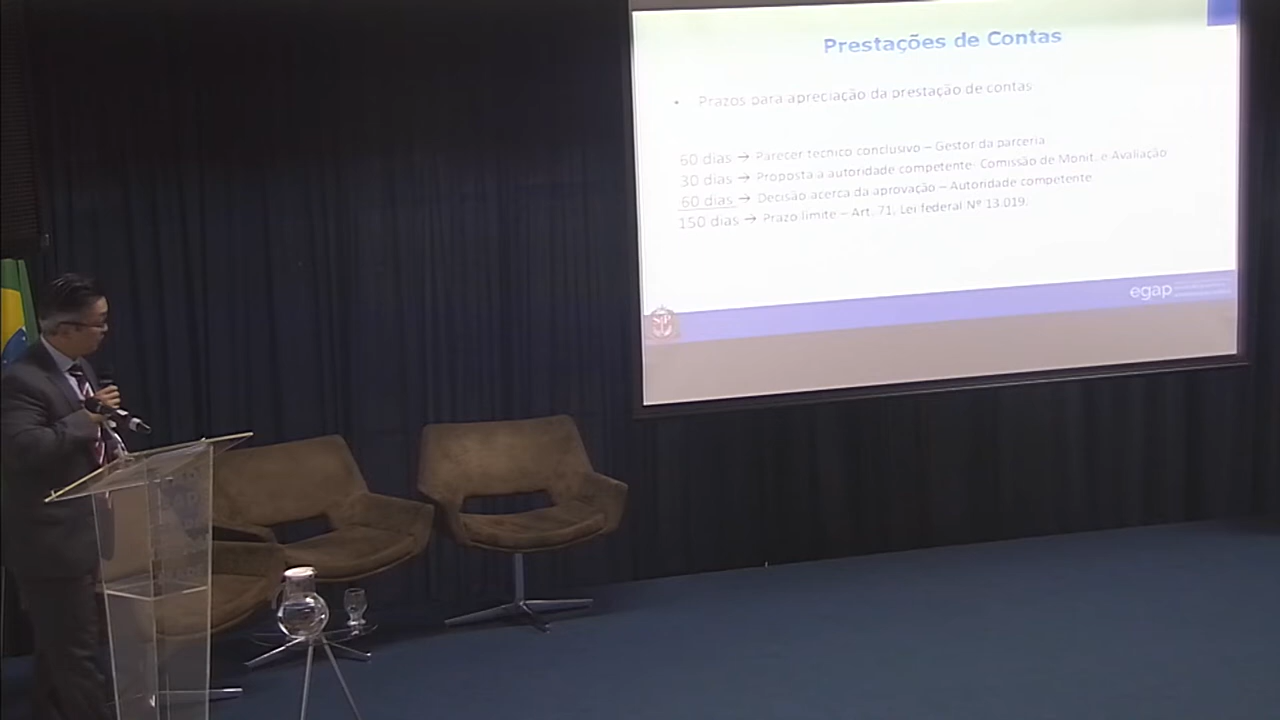 Prestações de Contas
• Prazos para apreciação da prestação de contas
60 dias → Parecer técnico conclusivo – Gestor da parceria
30 dias → Proposta a autoridade competente- Comissão de Monit. e Avaliação
60 dias → Decisão acerca da aprovação – Autoridade competente
150 dias → Prazo limite – Art. 71, Lei federal Nº 13.019.
egap